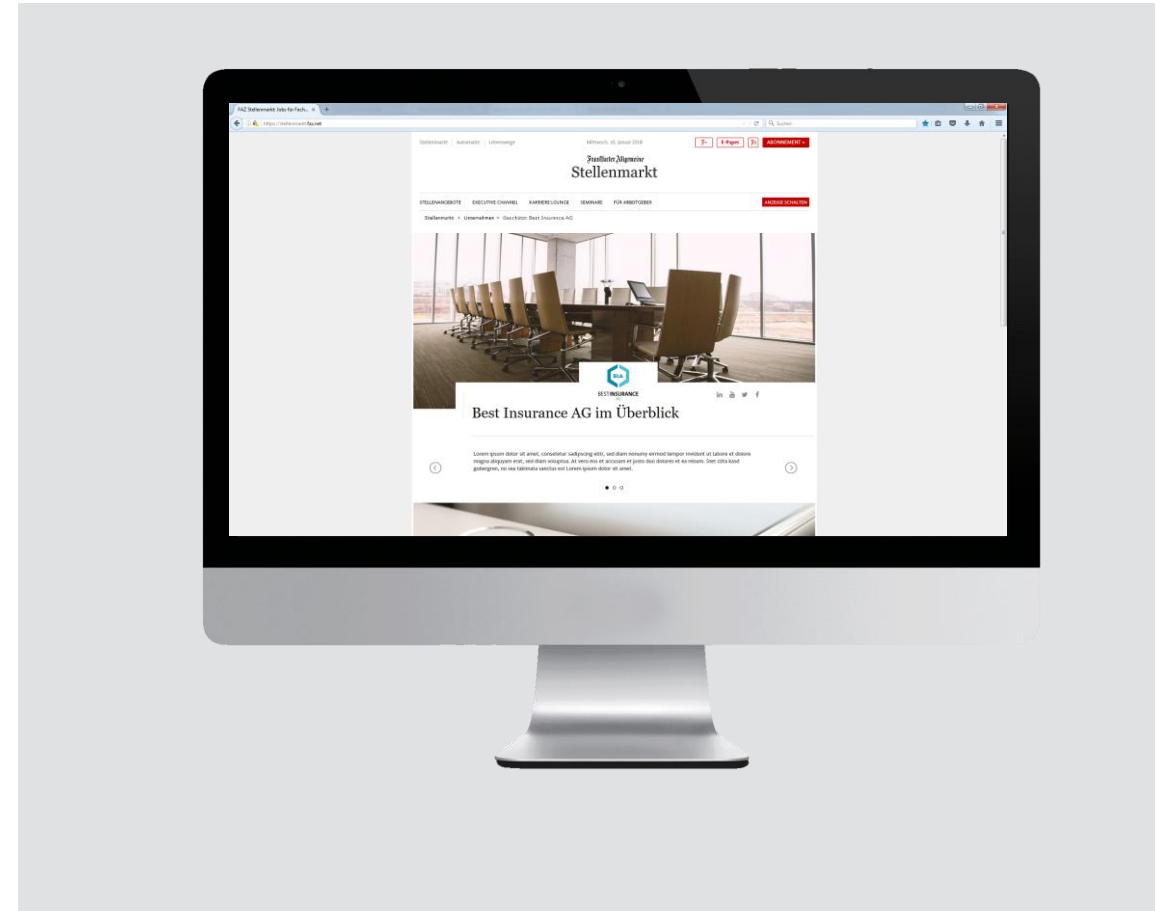 FAZ Stellenmarkt: Jobs für Fach...
https://stellenmarkt.faz.net
Suchen
Stellenmarkt | Automarkt | Lebenswege
Mittwoch, 10. Januar 2018
F+ E-Paper ABONNEMENT
Frankfurter Allgemeine
Stellenmarkt
STELLENANGEBOTE EXECUTIVE CHANNEL KARRIERE LOUNGE SEMINARE FÜR ARBEITGEBER ANZEIGE SCHALTEN
Stellenmarkt > Unternehmen > Geschützt: Best Insurance AG
BIA
BESTINSURANCE
AG
in f
Best Insurance AG im Überblick
Lorem ipsum dolor sit amet, consetetur sadipscing elitr, sed diam nonumy eirmod tempor invidunt ut labore et dolore
magna aliquyam erat, sed diam voluptua. At vero eos et accusam et justo duo dolores et ea rebum. Stet clita kasd
gubergren, no sea takimata sanctus est Lorem ipsum dolor sit amet.